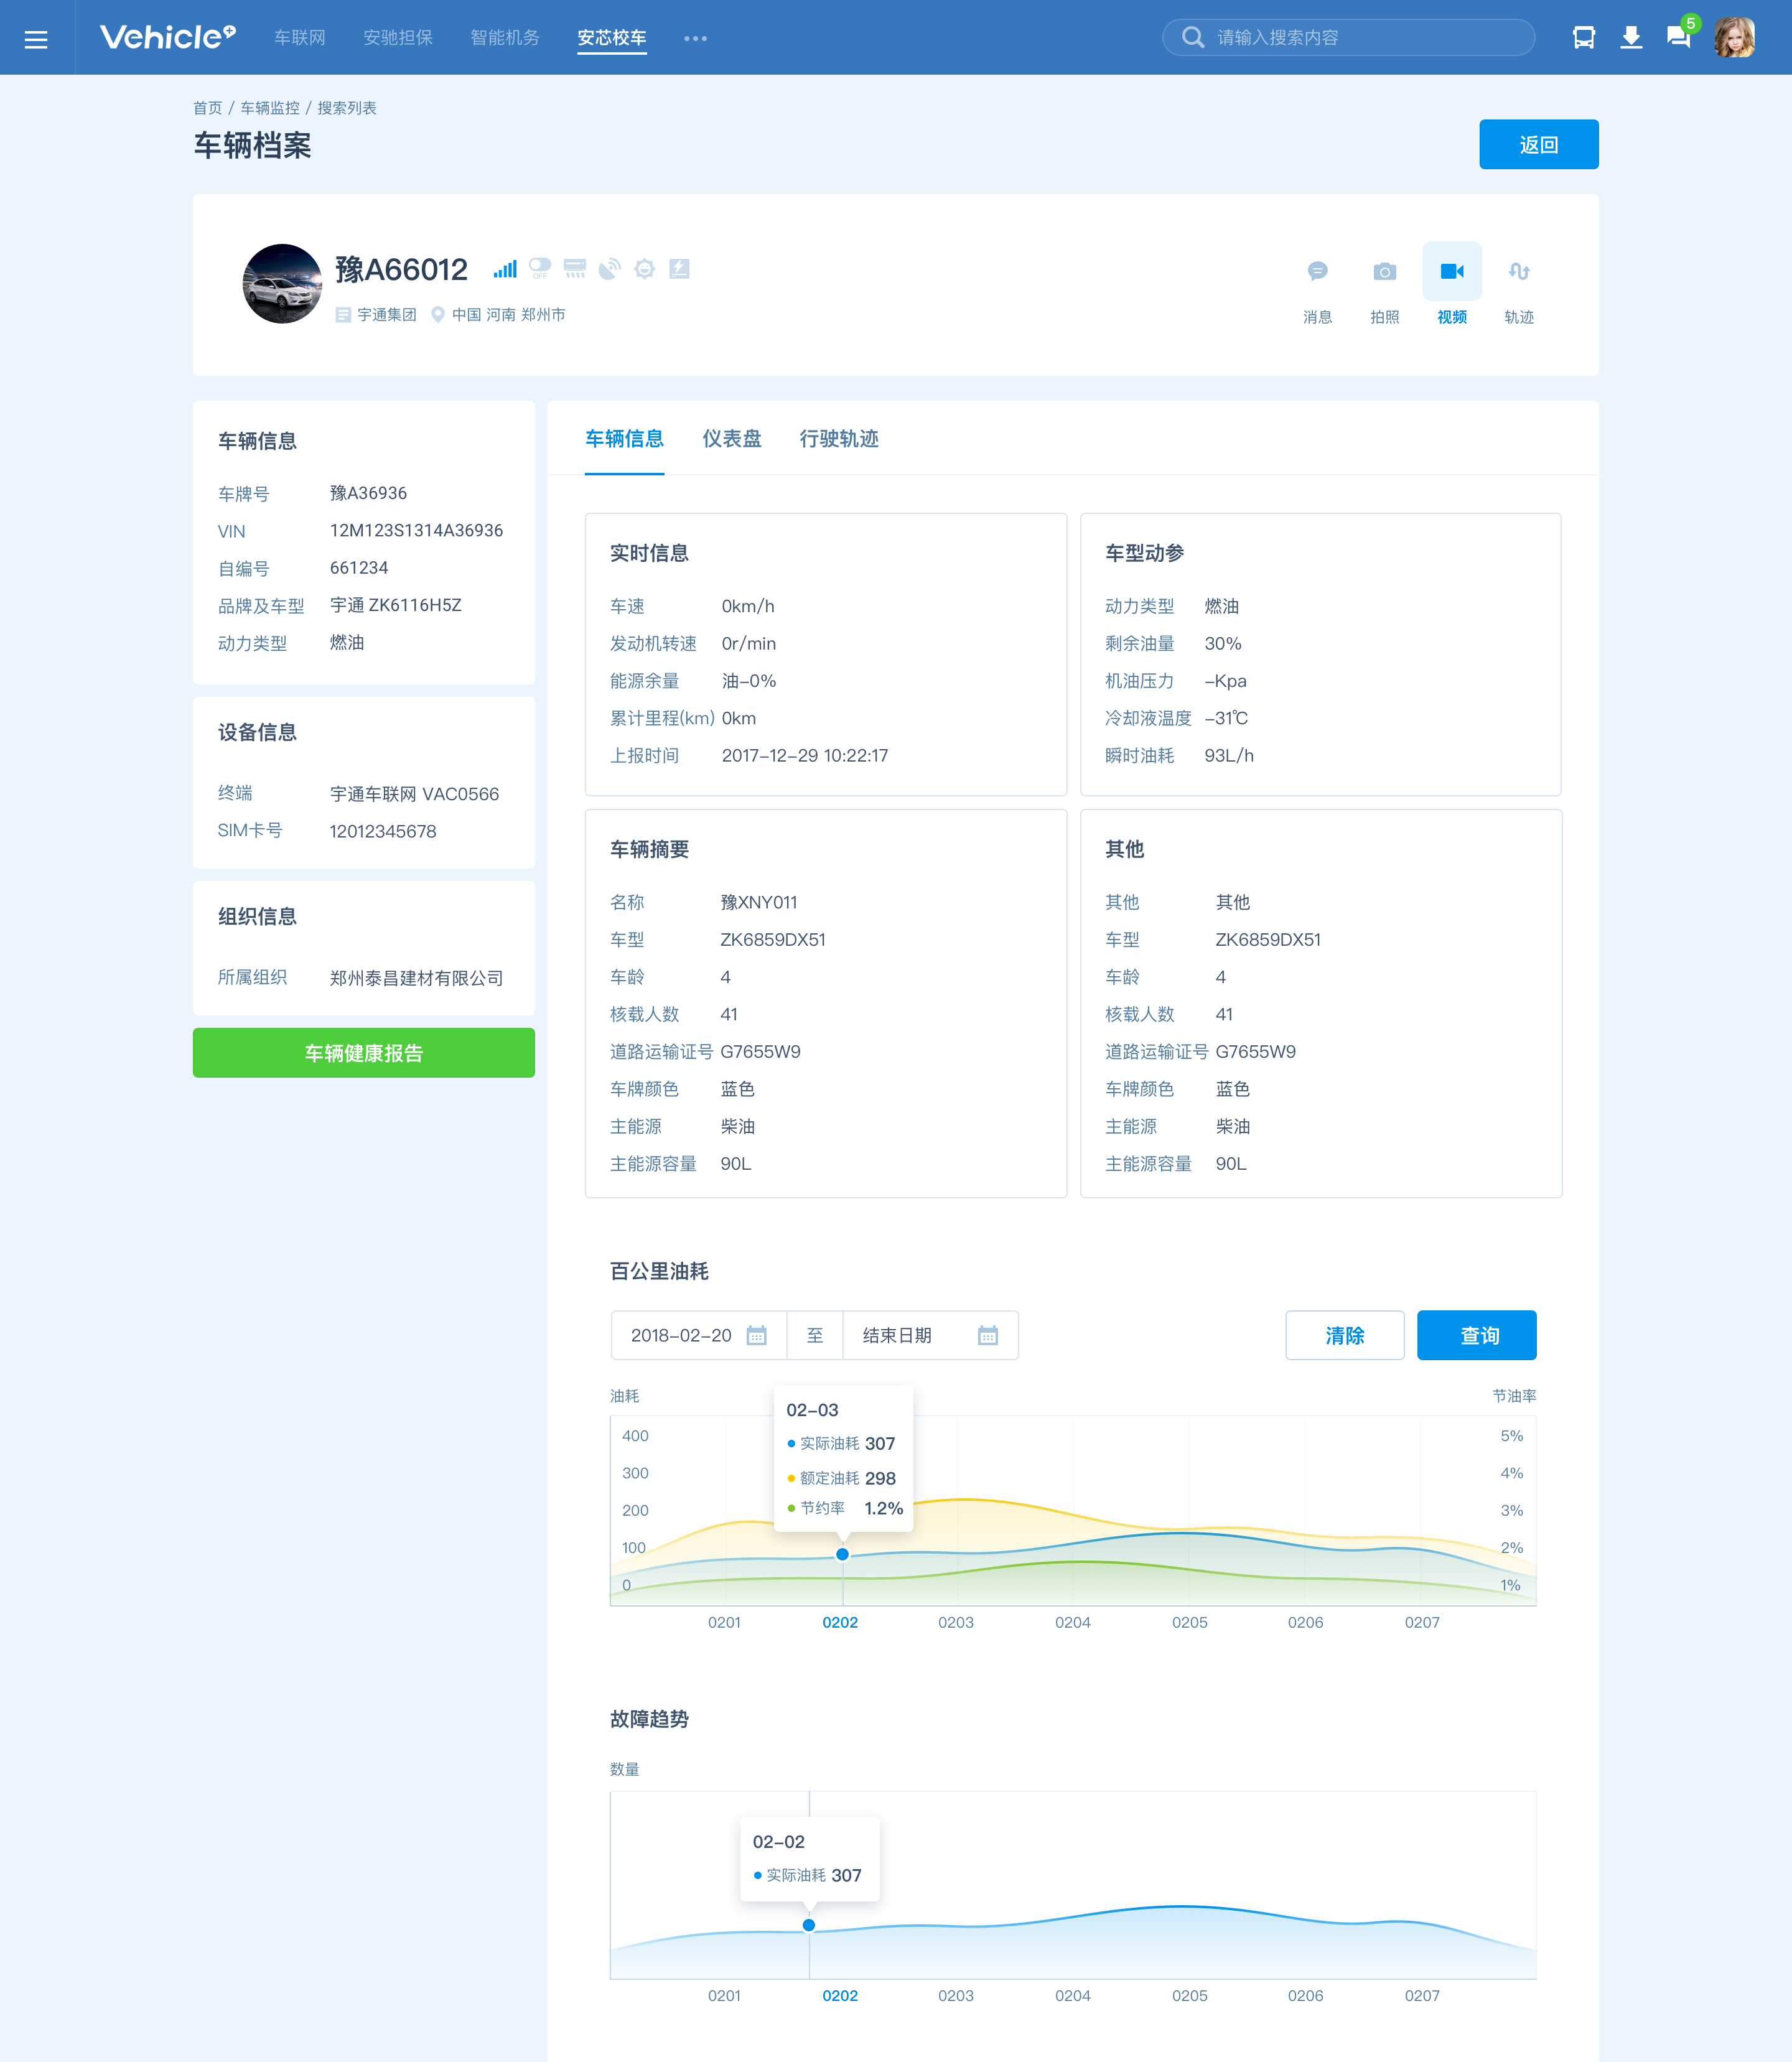 Vehicle+
车联网 安驰担保 智能机务 安芯校车
请输入搜索内容
5
首页 / 车辆监控 / 搜索列表
车辆档案
返回
豫A66012
OFF
宇通集团 中国 河南 郑州市
消息 拍照 视频 轨迹
车辆信息
车牌号 豫A36936
VIN 12M123S1314A36936
自编号 661234
品牌及车型 宇通 ZK6116H5Z
动力类型 燃油
设备信息
终端 宇通车联网 VAC0566
SIM卡号 12012345678
组织信息
所属组织 郑州泰昌建材有限公司
车辆健康报告
车辆信息 仪表盘 行驶轨迹
实时信息
车速 0km/h
发动机转速 0r/min
能源余量 油-0%
累计里程(km) 0km
上报时间 2017-12-29 10:22:17
车型动参
动力类型 燃油
剩余油量 30%
机油压力 -Kpa
冷却液温度 -31℃
瞬时油耗 93L/h
车辆摘要
名称 豫XNY011
车型 ZK6859DX51
车龄 4
核载人数 41
道路运输证号 G7655W9
车牌颜色 蓝色
主能源 柴油
主能源容量 90L
其他
其他 其他
车型 ZK6859DX51
车龄 4
核载人数 41
道路运输证号 G7655W9
车牌颜色 蓝色
主能源 柴油
主能源容量 90L
百公里油耗
2018-02-20 至 结束日期
清除 查询
油耗 节油率
400 5%
300 4%
200 3%
100 2%
0 1%
02-03
实际油耗 307
额定油耗 298
节约率 1.2%
0201 0202 0203 0204 0205 0206 0207
故障趋势
数量
02-02
实际油耗 307
0201 0202 0203 0204 0205 0206 0207